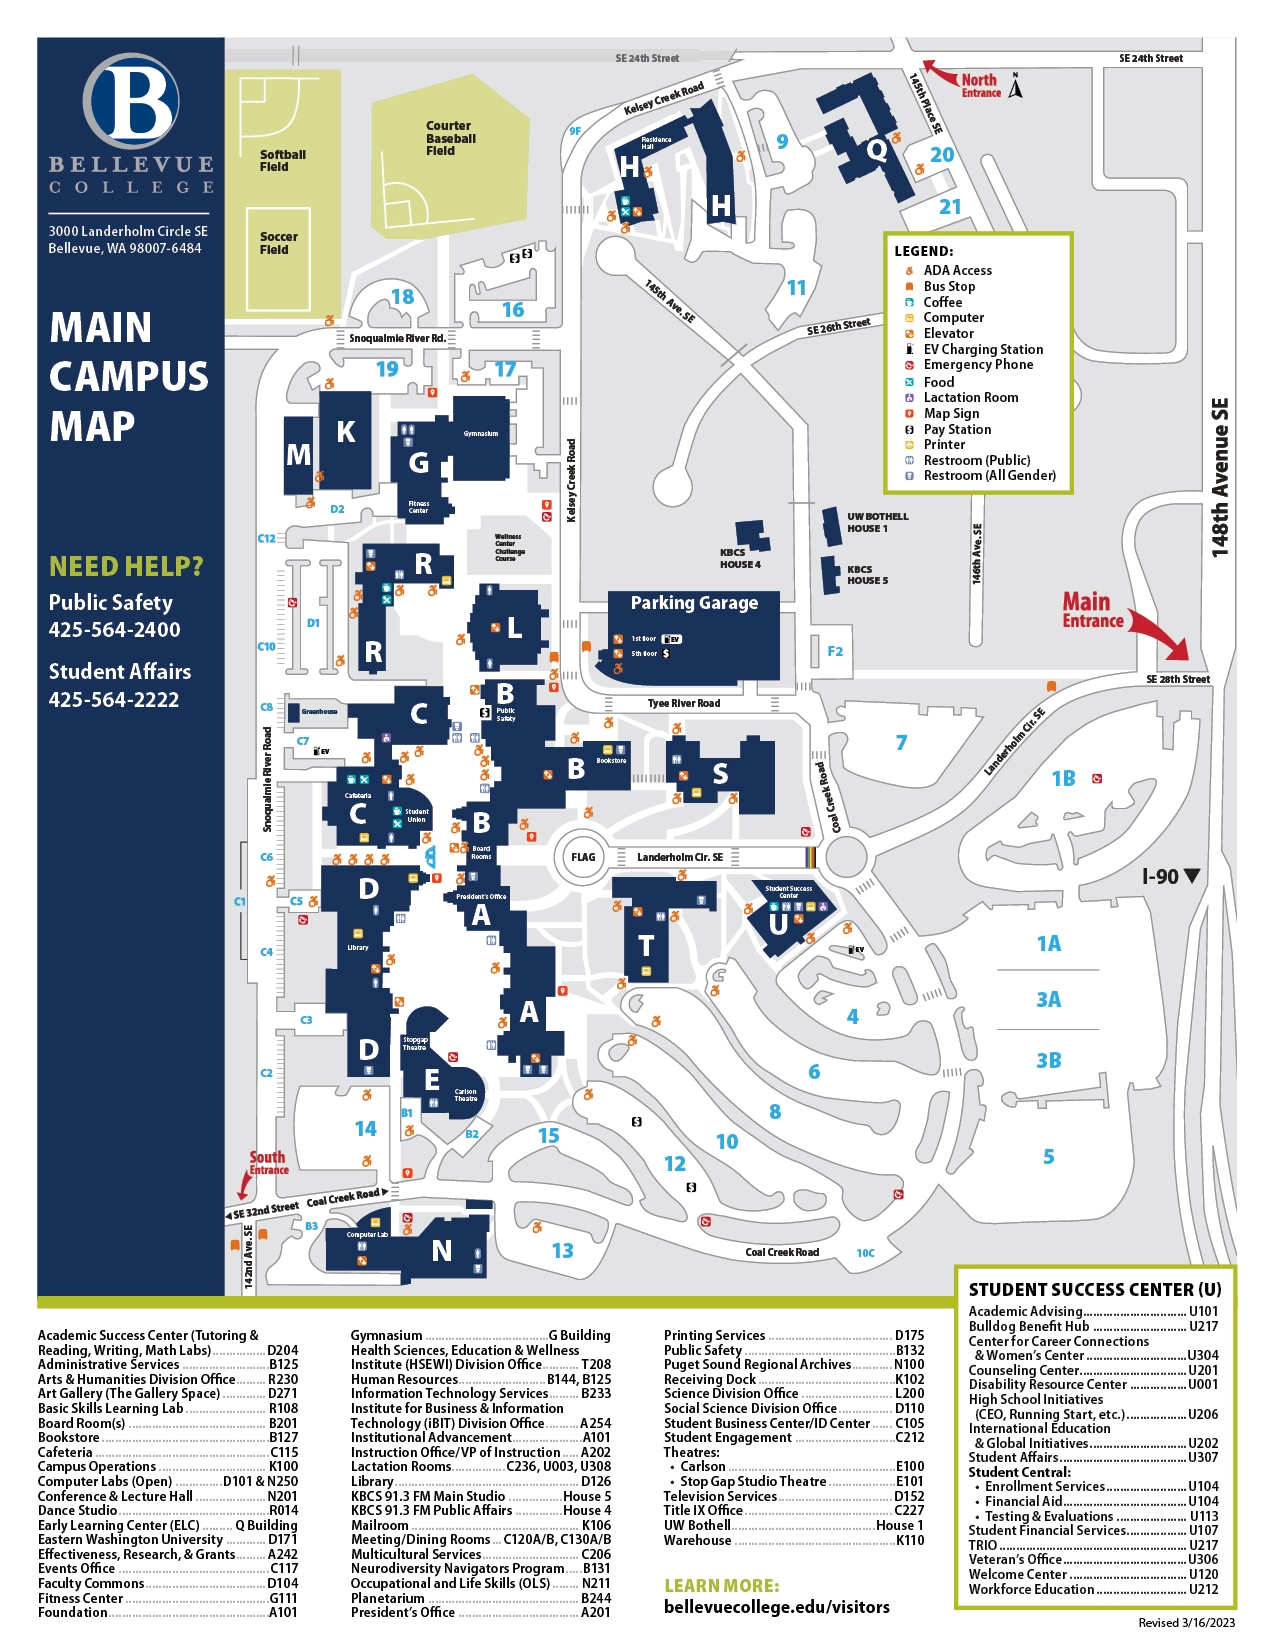 B
BELLEVUE
COLLEGE
3000 Landerholm Circle SE
Bellevue, WA 98007-6484
MAIN
CAMPUS
MAP
NEED HELP?
Public Safety
425-564-2400
Student Affairs
425-564-2222
SE 24th Street
SE 24th Street
North
Entrance
N
Kelsey Creek Road
145th Place SE
9F
9
Q
20
21
Residence
Hall
H
H
Softball
Field
Courter
Baseball
Field
Soccer
Field
18
16
11
145th Ave. SE
SE 26th Street
Snoqualmie River Rd.
19
17
LEGEND:
ADA Access
Bus Stop
Coffee
Computer
Elevator
EV Charging Station
Emergency Phone
Food
Lactation Room
Map Sign
Pay Station
Printer
Restroom (Public)
Restroom (All Gender)
148th Avenue SE
M
K
G
Gymnasium
Fitness
Center
D2
C12
Kelsey Creek Road
Wellness
Center
Challenge
Course
KBCS
HOUSE 4
UW BOTHELL
HOUSE 1
KBCS
HOUSE 5
146th Ave. SE
Main
Entrance
R
R
D1
C10
L
Parking Garage
1st floor
EV
5th floor
F2
SE 28th Street
Tyee River Road
C8
Greenhouse
C
B
Public
Safety
C7
EV
Snoqualmie River Road
B
Bookstore
S
7
Landerholm Cir. SE
1B
Coal Creek Road
Cafeteria
C
Student
Union
B
Board
Rooms
FLAG
Landerholm Cir. SE
I-90
C6
C1
C5
D
President's Office
A
Student Success
Center
U
T
EV
Library
C4
1A
3A
3B
4
A
C3
D
Stopgap
Theatre
E
Carlson
Theatre
C2
6
8
10
12
5
14
B1
B2
15
South
Entrance
SE 32nd Street
Coal Creek Road
B3
142nd Ave. SE
Computer Lab
N
13
Coal Creek Road
10C
Academic Success Center (Tutoring &
Reading, Writing, Math Labs) D204
Administrative Services B125
Arts & Humanities Division Office R230
Art Gallery (The Gallery Space) D271
Basic Skills Learning Lab R108
Board Room(s) B201
Bookstore B127
Cafeteria C115
Campus Operations K100
Computer Labs (Open) D101 & N250
Conference & Lecture Hall N201
Dance Studio R014
Early Learning Center (ELC) Q Building
Eastern Washington University D171
Effectiveness, Research, & Grants A242
Events Office C117
Faculty Commons D104
Fitness Center G111
Foundation A101
Gymnasium G Building
Health Sciences, Education & Wellness
Institute (HSEWI) Division Office T208
Human Resources B144, B125
Information Technology Services B233
Institute for Business & Information
Technology (iBIT) Division Office A254
Institutional Advancement A101
Instruction Office/VP of Instruction A202
Lactation Rooms C236, U003, U308
Library D126
KBCS 91.3 FM Main Studio House 5
KBCS 91.3 FM Public Affairs House 4
Mailroom K106
Meeting/Dining Rooms C120A/B, C130A/B
Multicultural Services C206
Neurodiversity Navigators Program B131
Occupational and Life Skills (OLS) N211
Planetarium B244
President's Office A201
Printing Services D175
Public Safety B132
Puget Sound Regional Archives N100
Receiving Dock K102
Science Division Office L200
Social Science Division Office D110
Student Business Center/ID Center C105
Student Engagement C212
Theatres:
• Carlson E100
• Stop Gap Studio Theatre E101
Television Services D152
Title IX Office C227
UW Bothell House 1
Warehouse K110
LEARN MORE:
bellevuecollege.edu/visitors
STUDENT SUCCESS CENTER (U)
Academic Advising U101
Bulldog Benefit Hub U217
Center for Career Connections
& Women's Center U304
Counseling Center U201
Disability Resource Center U001
High School Initiatives
(CEO, Running Start, etc.) U206
International Education
& Global Initiatives U202
Student Affairs U307
Student Central:
• Enrollment Services U104
• Financial Aid U104
• Testing & Evaluations U113
Student Financial Services U107
TRIO U217
Veteran's Office U306
Welcome Center U120
Workforce Education U212
Revised 3/16/2023